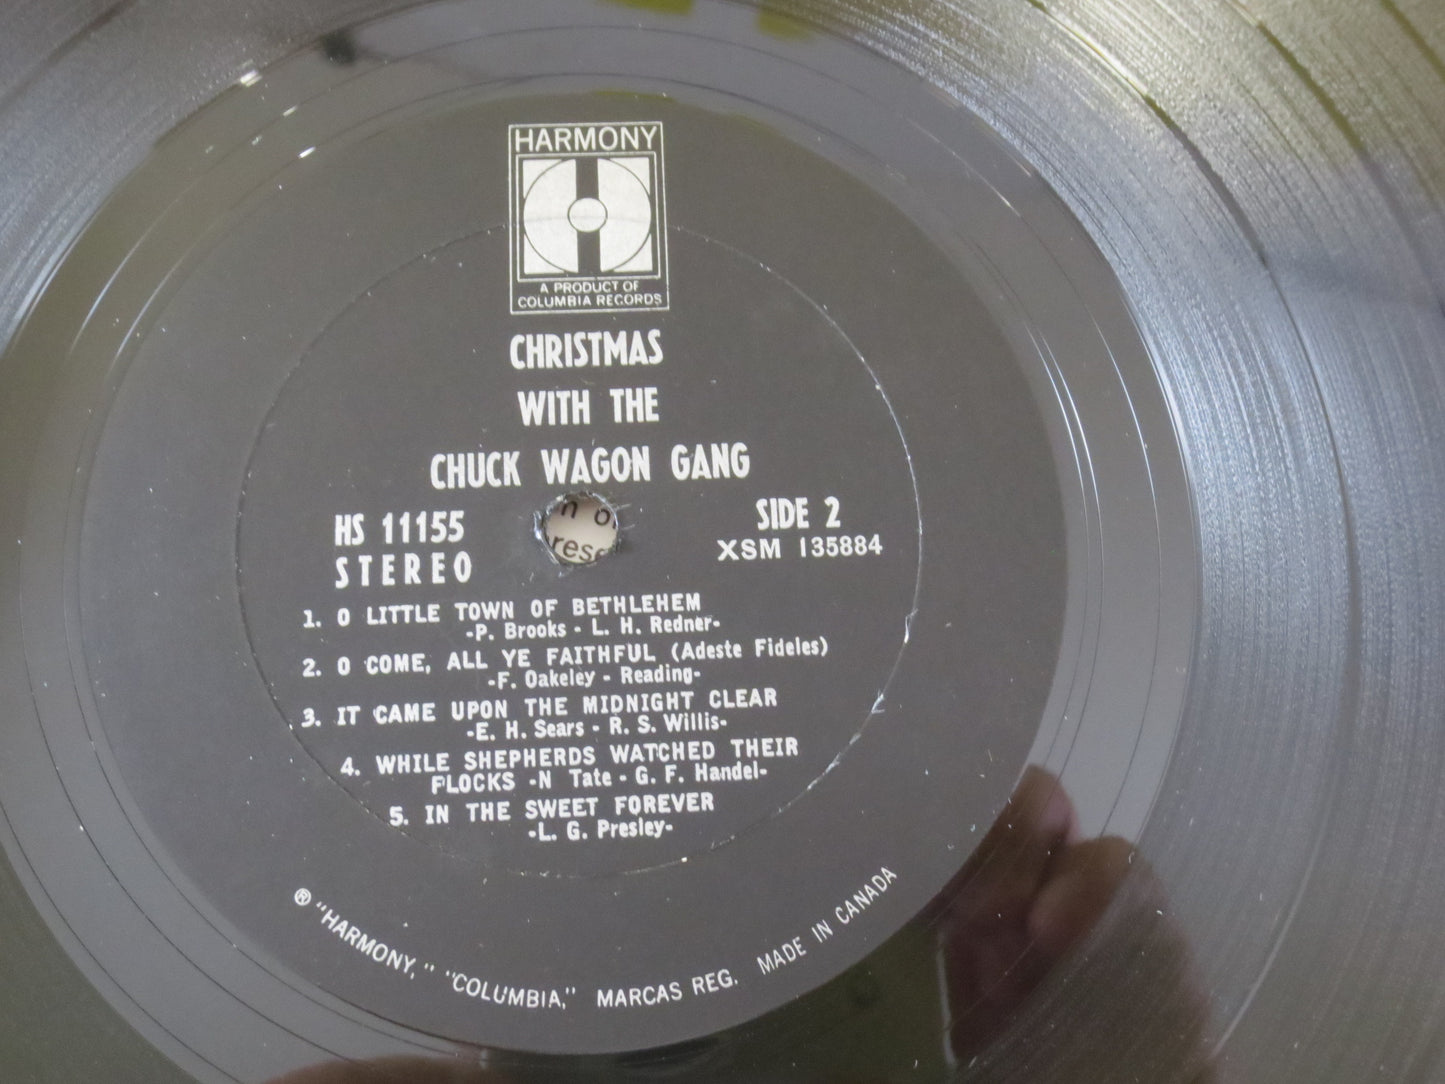 HARMONY
A PRODUCT OF
COLUMBIA RECORDS
CHRISTMAS
WITH THE
CHUCK WAGON GANG
HS 11155
STEREO
SIDE 2
XSM 135884
1. O LITTLE TOWN OF BETHLEHEM
-P. Brooks - L. H. Redner-
2. O COME, ALL YE FAITHFUL (Adeste Fideles)
-F. Oakeley - Reading-
3. IT CAME UPON THE MIDNIGHT CLEAR
-E. H. Sears - R. S. Willis-
4. WHILE SHEPHERDS WATCHED THEIR
FLOCKS -N Tate - G. F. Handel-
5. IN THE SWEET FOREVER
-L. G. Presley-
® "HARMONY," "COLUMBIA," MARCAS REG. MADE IN CANADA